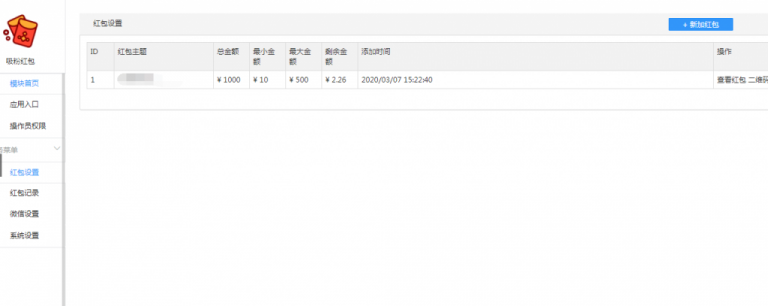 吸粉红包
模块首页
应用入口
操作员权限
菜单
红包设置
红包记录
微信设置
系统设置
红包设置
+ 新加红包
ID 红包主题 总金额 最小金额 最大金额 剩余金额 添加时间 操作
1 ¥ 1000 ¥ 10 ¥ 500 ¥ 2.26 2020/03/07 15:22:40 查看红包 二维码